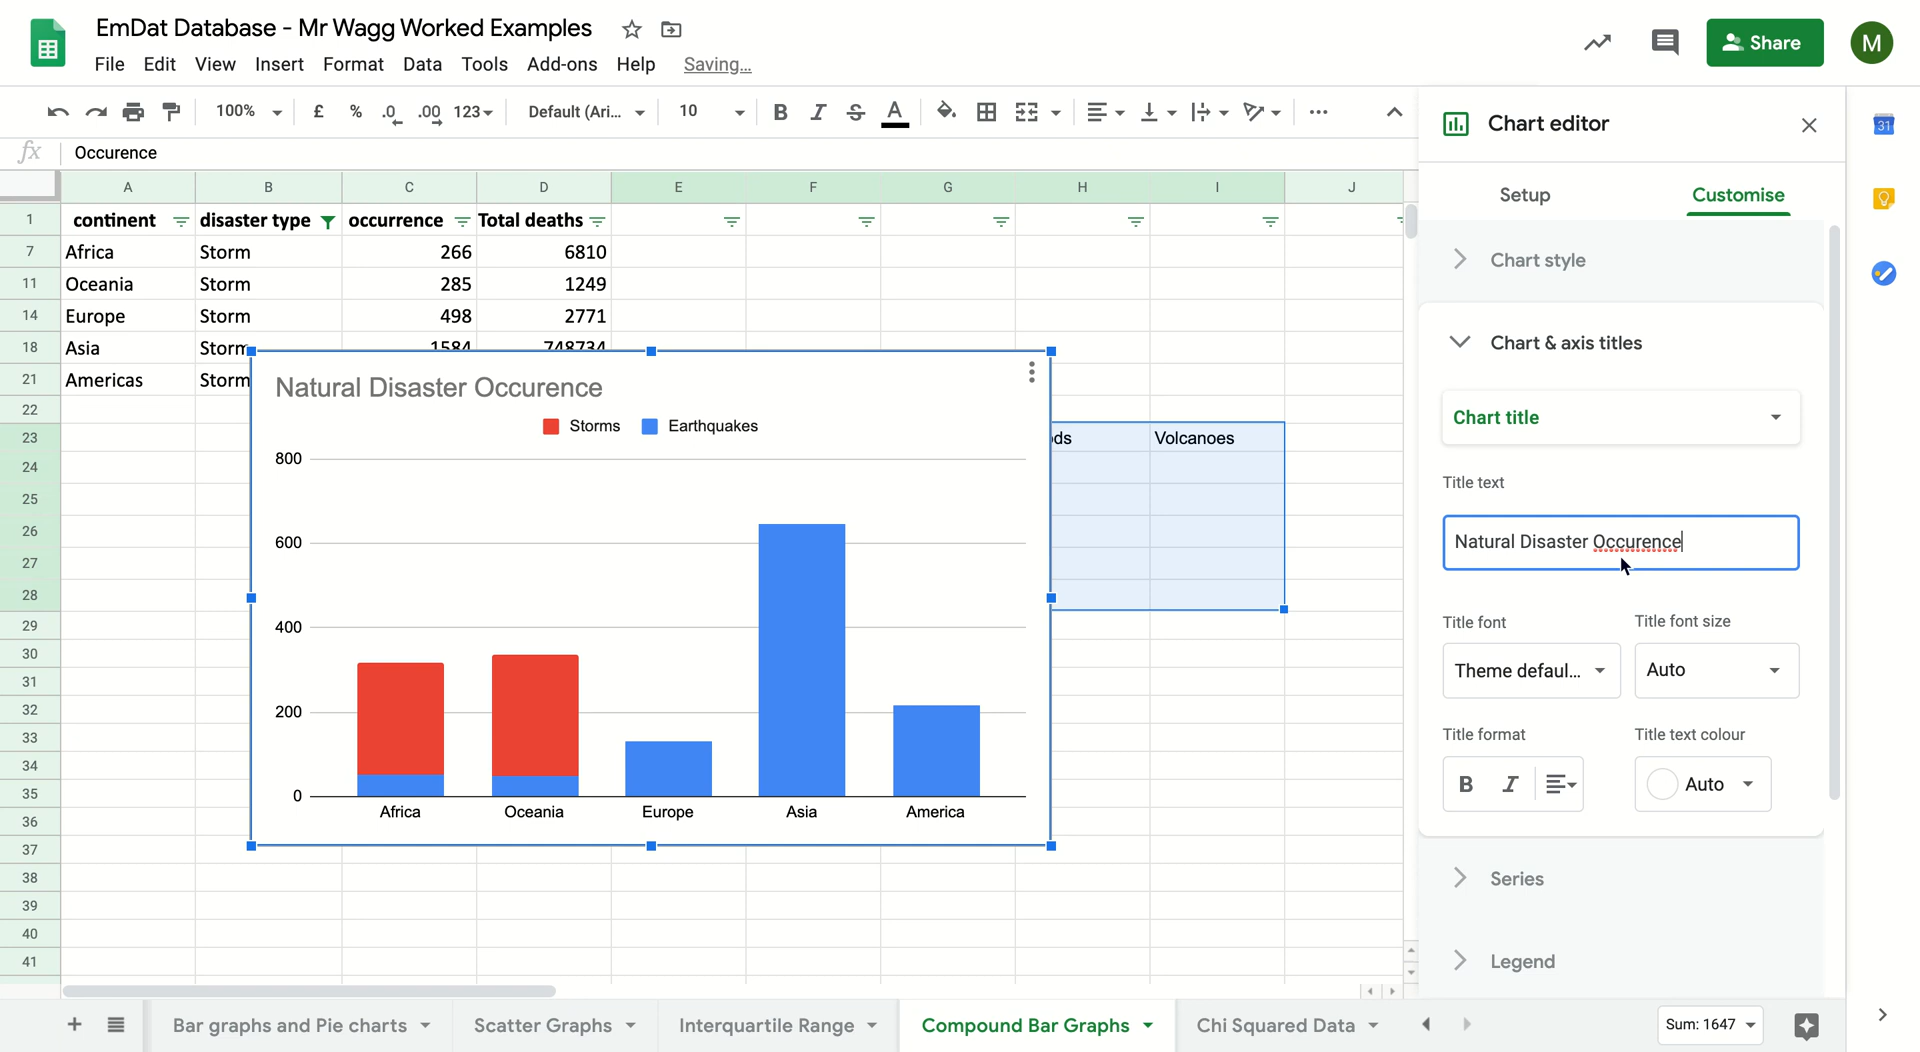 EmDat Database - Mr Wagg Worked Examples
File Edit View Insert Format Data Tools Add-ons Help Saving...
Share
M
100% £ % .0 .00 123 Default (Ari... 10 B I S A
fx Occurence
A B C D E F G H I J
1 continent disaster type occurrence Total deaths
7 Africa Storm 266 6810
11 Oceania Storm 285 1249
14 Europe Storm 498 2771
18 Asia Storm 1584 748734
21 Americas Storm
22
23 Volcanoes
24
25
26
27
28
29
30
31
32
33
34
35
36
37
38
39
40
41
Natural Disaster Occurence
Storms Earthquakes
800
600
400
200
0
Africa Oceania Europe Asia America
Chart editor
Setup Customise
Chart style
Chart & axis titles
Chart title
Title text
Natural Disaster Occurence
Title font Title font size
Theme defaul... Auto
Title format Title text colour
B I Auto
Series
Legend
31
Bar graphs and Pie charts Scatter Graphs Interquartile Range Compound Bar Graphs Chi Squared Data Sum: 1647